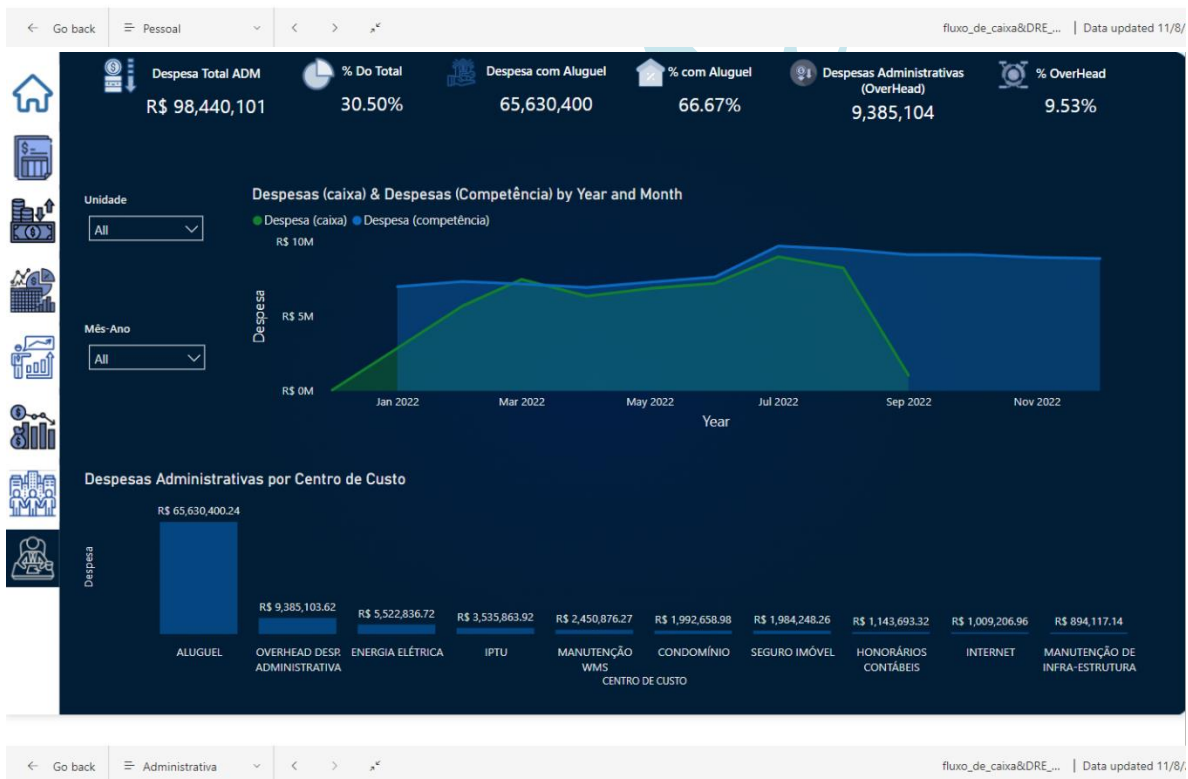 Go back
Pessoal
fluxo_de_caixa&DRE_... | Data updated 11/8/
Despesa Total ADM
R$ 98,440,101
% Do Total
30.50%
Despesa com Aluguel
65,630,400
% com Aluguel
66.67%
Despesas Administrativas
(OverHead)
9,385,104
% OverHead
9.53%
Unidade
All
Mês-Ano
All
Despesas (caixa) & Despesas (Competência) by Year and Month
Despesa (caixa) Despesa (competência)
R$ 10M
R$ 5M
R$ 0M
Despesa
Jan 2022 Mar 2022 May 2022 Jul 2022 Sep 2022 Nov 2022
Year
Despesas Administrativas por Centro de Custo
Despesa
R$ 65,630,400.24
R$ 9,385,103.62 R$ 5,522,836.72 R$ 3,535,863.92 R$ 2,450,876.27 R$ 1,992,658.98 R$ 1,984,248.26 R$ 1,143,693.32 R$ 1,009,206.96 R$ 894,117.14
ALUGUEL OVERHEAD DESP. ENERGIA ELÉTRICA IPTU MANUTENÇÃO CONDOMÍNIO SEGURO IMÓVEL HONORÁRIOS INTERNET MANUTENÇÃO DE
ADMINISTRATIVA WMS CONTÁBEIS INFRA-ESTRUTURA
CENTRO DE CUSTO
Go back
Administrativa
fluxo_de_caixa&DRE_... | Data updated 11/8/